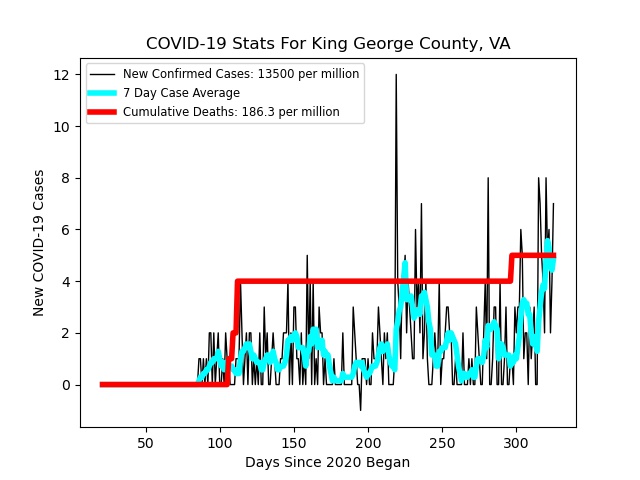 COVID-19 Stats For King George County, VA
New Confirmed Cases: 13500 per million
7 Day Case Average
Cumulative Deaths: 186.3 per million
New COVID-19 Cases
12
10
8
6
4
2
0
50
100
150
200
250
300
Days Since 2020 Began